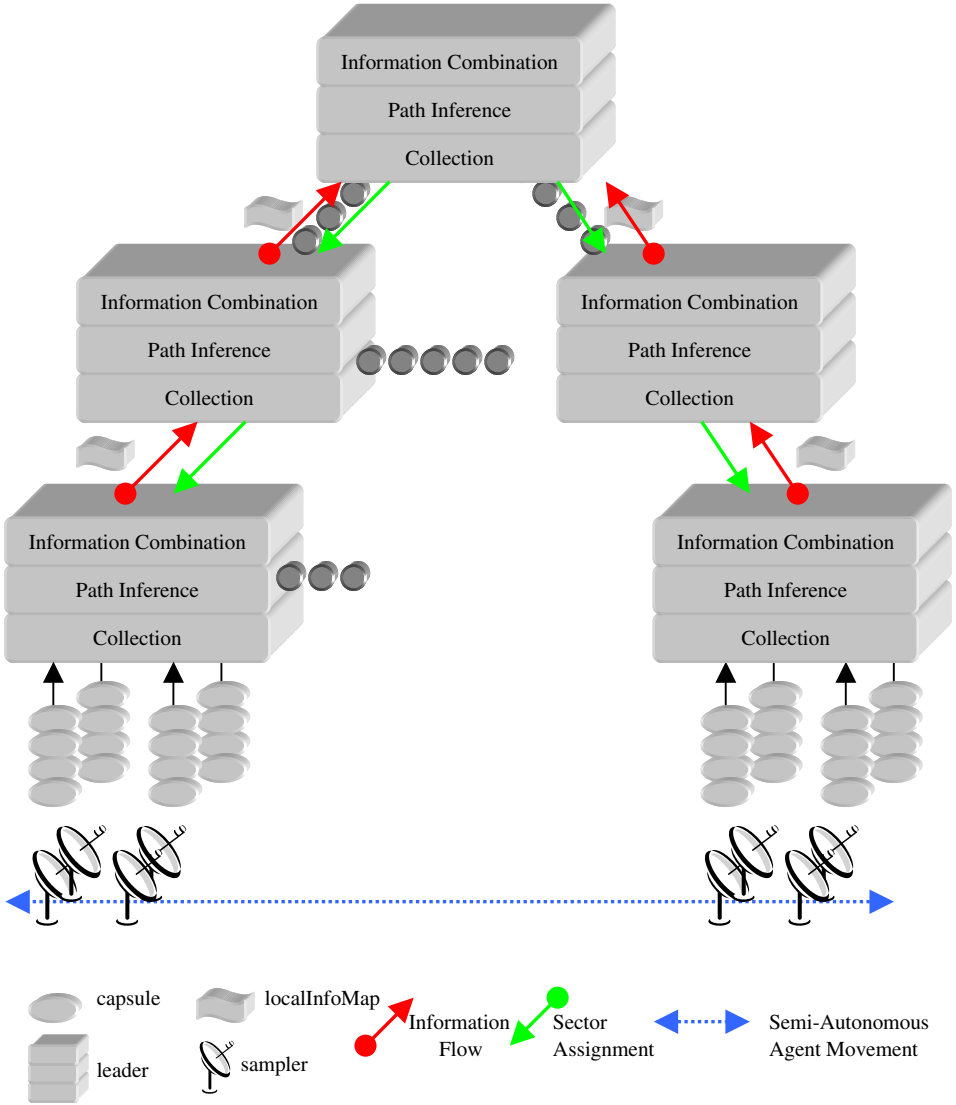 Information Combination
Path Inference
Collection
Information Combination
Path Inference
Collection
Information Combination
Path Inference
Collection
Information Combination
Path Inference
Collection
Information Combination
Path Inference
Collection
capsule
localInfoMap
Information
Flow
Sector
Assignment
Semi-Autonomous
Agent Movement
leader
sampler